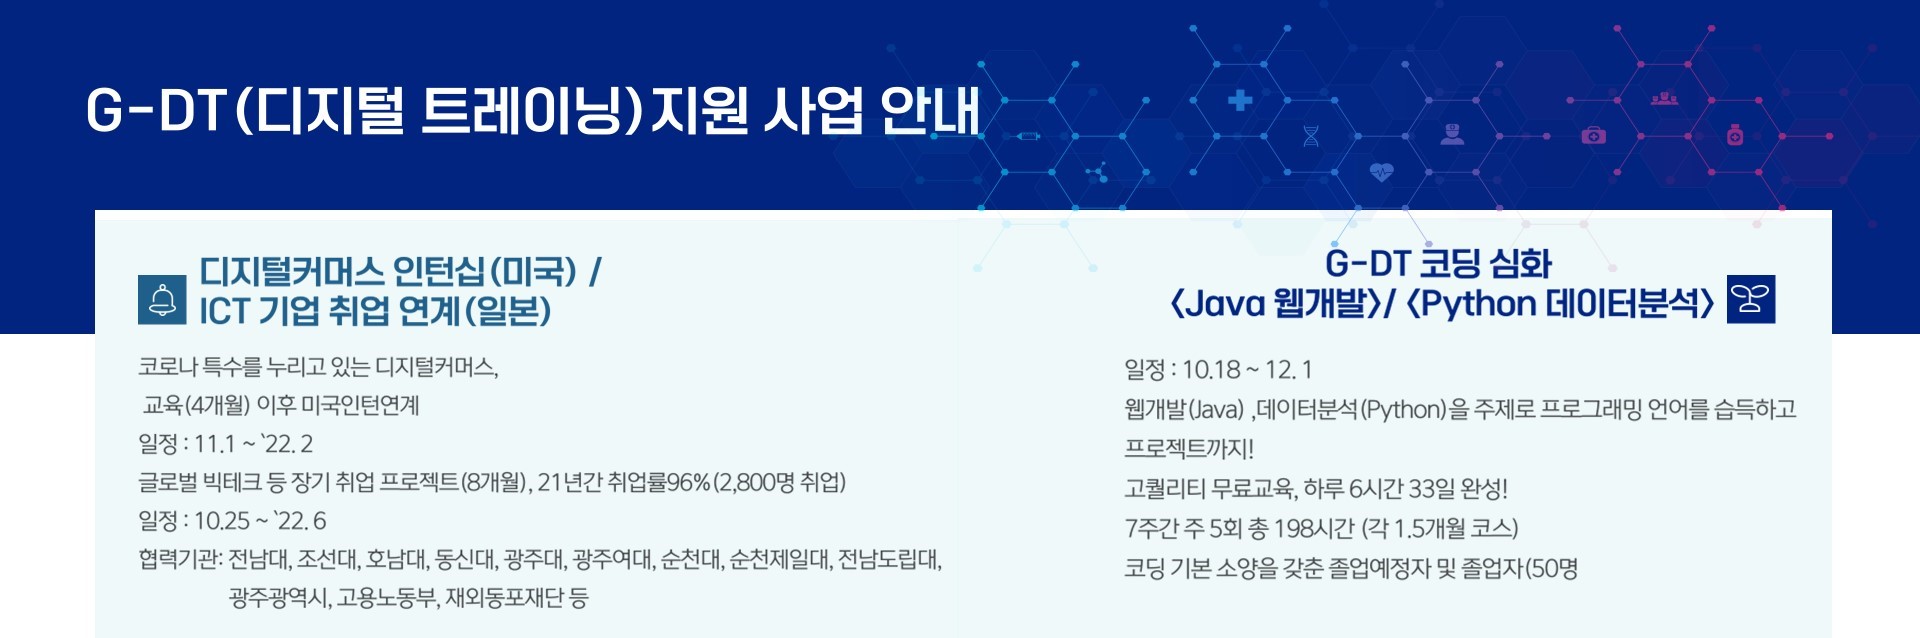 G-DT(디지털 트레이닝)지원 사업 안내
디지털커머스 인턴십(미국) /
ICT 기업 취업 연계(일본)
코로나 특수를 누리고 있는 디지털커머스,
교육(4개월) 이후 미국인턴연계
일정 : 11.1 ~ `22. 2
글로벌 빅테크 등 장기 취업 프로젝트(8개월), 21년간 취업률96%(2,800명 취업)
일정 : 10.25 ~ `22. 6
협력기관: 전남대, 조선대, 호남대, 동신대, 광주대, 광주여대, 순천대, 순천제일대, 전남도립대,
광주광역시, 고용노동부, 재외동포재단 등
G-DT 코딩 심화
〈Java 웹개발〉/ 〈Python 데이터분석〉
일정 : 10.18 ~ 12. 1
웹개발(Java) ,데이터분석(Python)을 주제로 프로그래밍 언어를 습득하고
프로젝트까지!
고퀄리티 무료교육, 하루 6시간 33일 완성!
7주간 주 5회 총 198시간 (각 1.5개월 코스)
코딩 기본 소양을 갖춘 졸업예정자 및 졸업자(50명